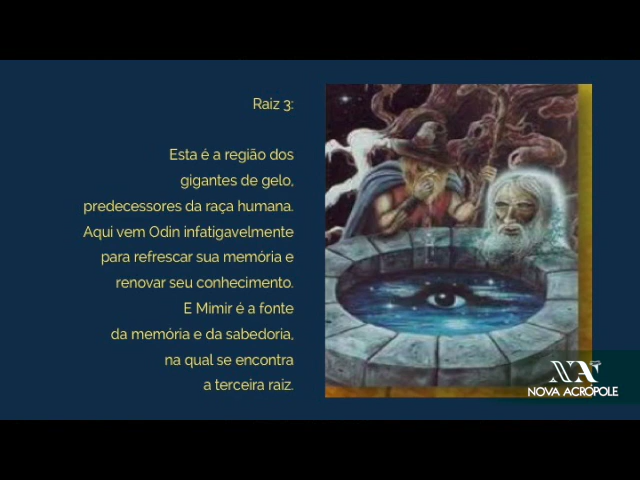 Raiz 3:
Esta é a região dos
gigantes de gelo,
predecessores da raça humana.
Aqui vem Odin infatigavelmente
para refrescar sua memória e
renovar seu conhecimento.
E Mimir é a fonte
da memória e da sabedoria,
na qual se encontra
a terceira raiz.
NA
NOVA ACRÓPOLE